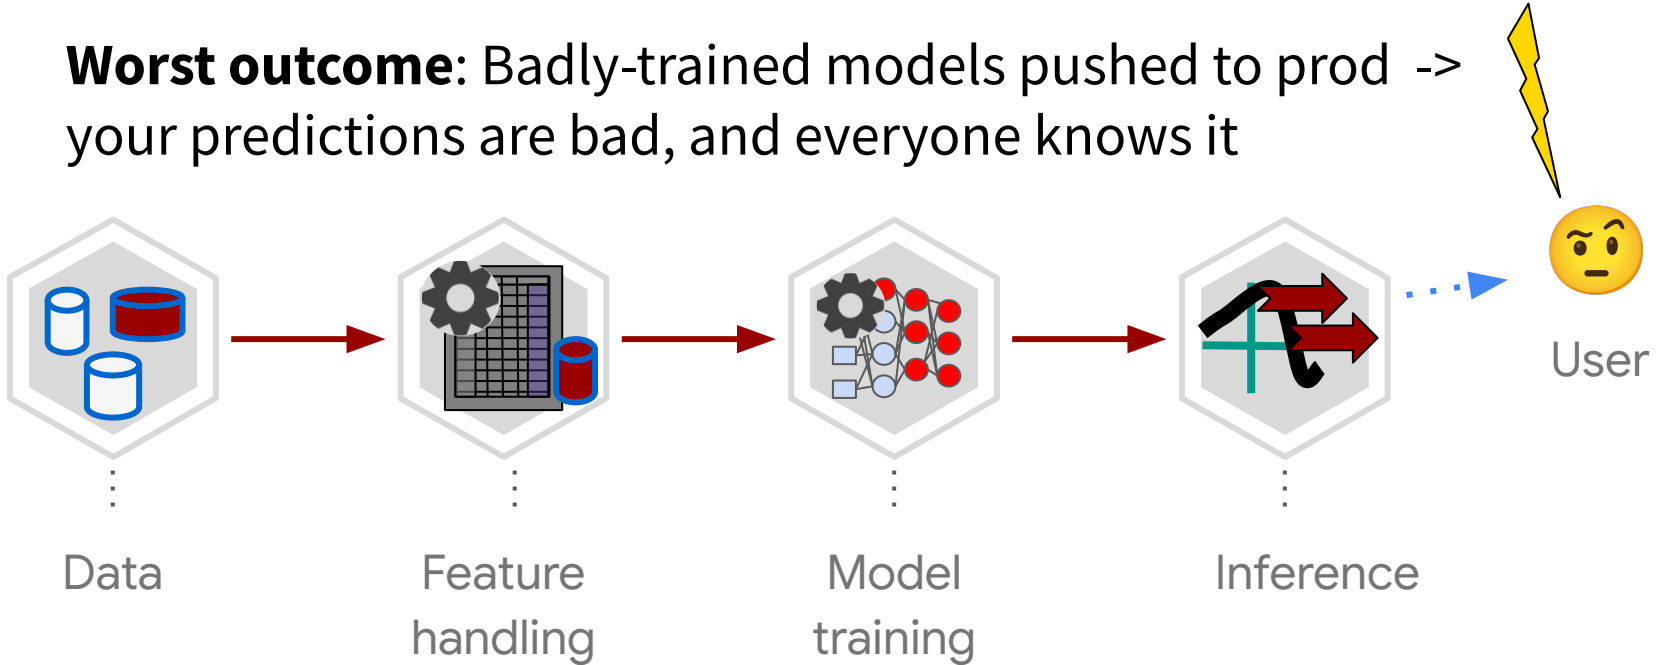 Worst outcome: Badly-trained models pushed to prod ->
your predictions are bad, and everyone knows it
User
Data
Feature
handling
Model
training
Inference